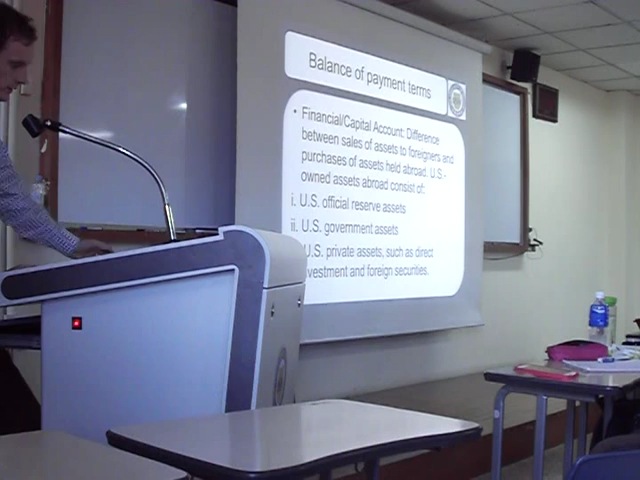 Balance of payment terms
• Financial/Capital Account: Difference
between sales of assets to foreigners and
purchases of assets held abroad. U.S.-
owned assets abroad consist of:
i. U.S. official reserve assets
ii. U.S. government assets
U.S. private assets, such as direct
vestment and foreign securities.